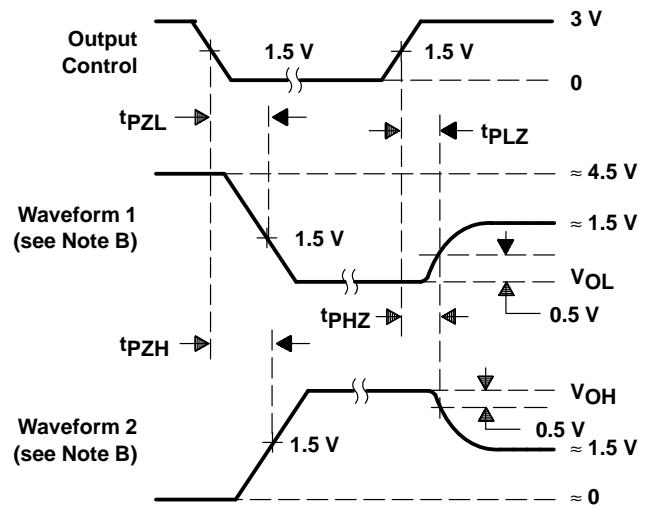 3 V
Output
Control
1.5 V
1.5 V
0
tPZL
tPLZ
≈ 4.5 V
Waveform 1
(see Note B)
1.5 V
≈ 1.5 V
VOL
0.5 V
tPHZ
tPZH
VOH
0.5 V
Waveform 2
(see Note B)
1.5 V
≈ 1.5 V
≈ 0